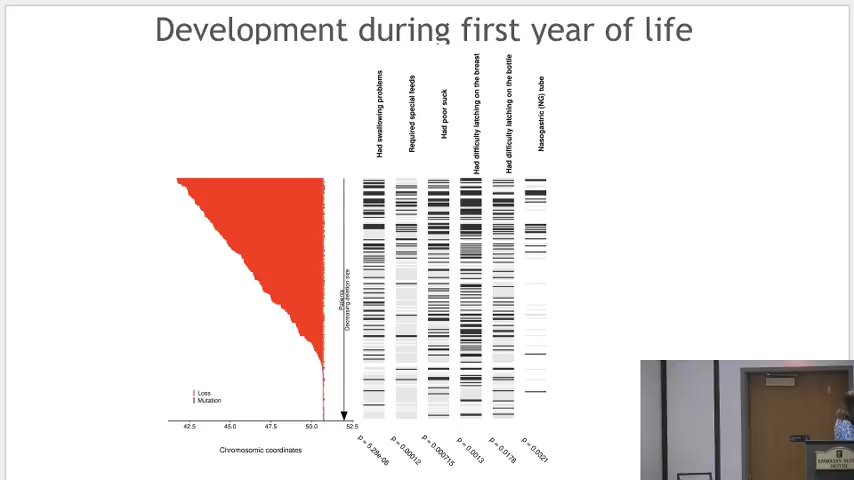 Development during first year of life
Had swallowing problems
Required special feeds
Had poor suck
Had difficulty latching on the breast
Had difficulty latching on the bottle
Nasogastric (NG) tube
Patients
Decreasing deletion size
Loss
Mutation
42.5 45.0 47.5 50.0 52.5
Chromosomic coordinates
p = 5.29e-06
p = 0.00012
p = 0.000715
p = 0.0013
p = 0.0178
p = 0.0321